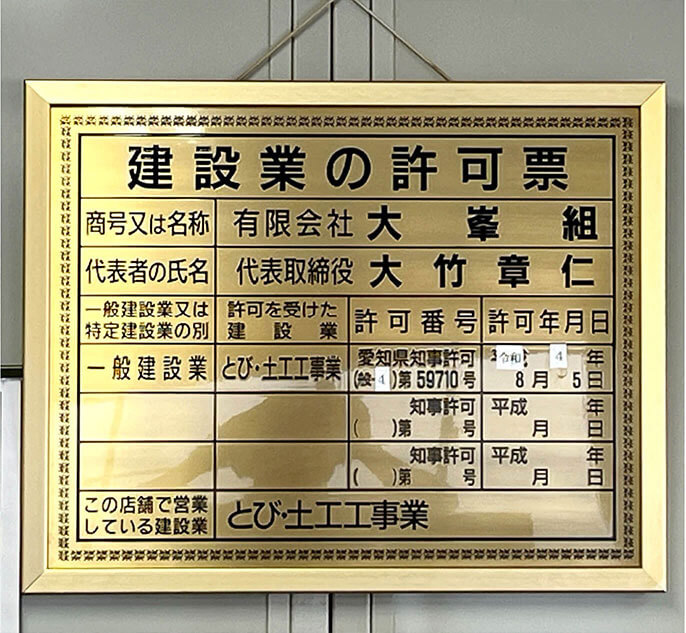 建設業の許可票
商号又は名称 有限会社 大峯組
代表者の氏名 代表取締役 大竹章仁
一般建設業又は特定建設業の別 許可を受けた建設業 許可番号 許可年月日
一般建設業 とび・土工工事業 愛知県知事許可 令和 4 年
(般-4)第59710号 8月 5日
知事許可 平成 年
( )第 号 月 日
知事許可 平成 年
( )第 号 月 日
この店舗で営業している建設業 とび・土工工事業